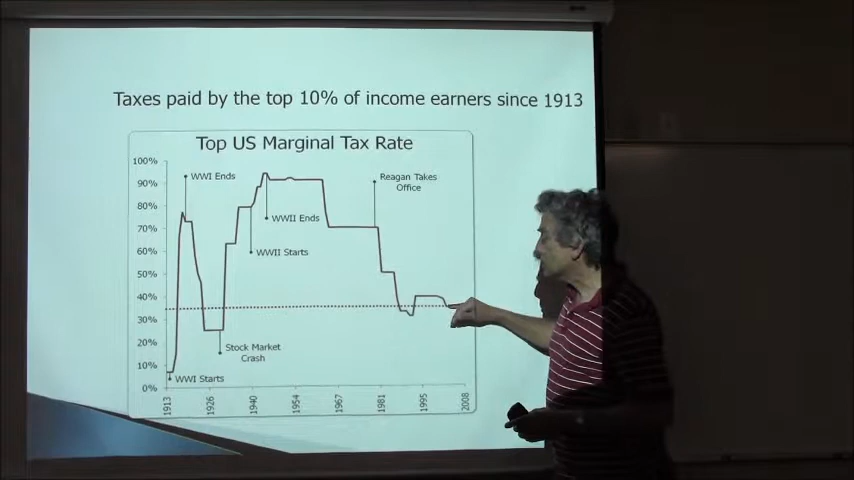 Taxes paid by the top 10% of income earners since 1913
Top US Marginal Tax Rate
100%
90%
80%
70%
60%
50%
40%
30%
20%
10%
0%
WWI Ends
Reagan Takes
Office
WWII Ends
WWII Starts
Stock Market
Crash
WWI Starts
1913
1926
1940
1954
1967
1981
1995
2008